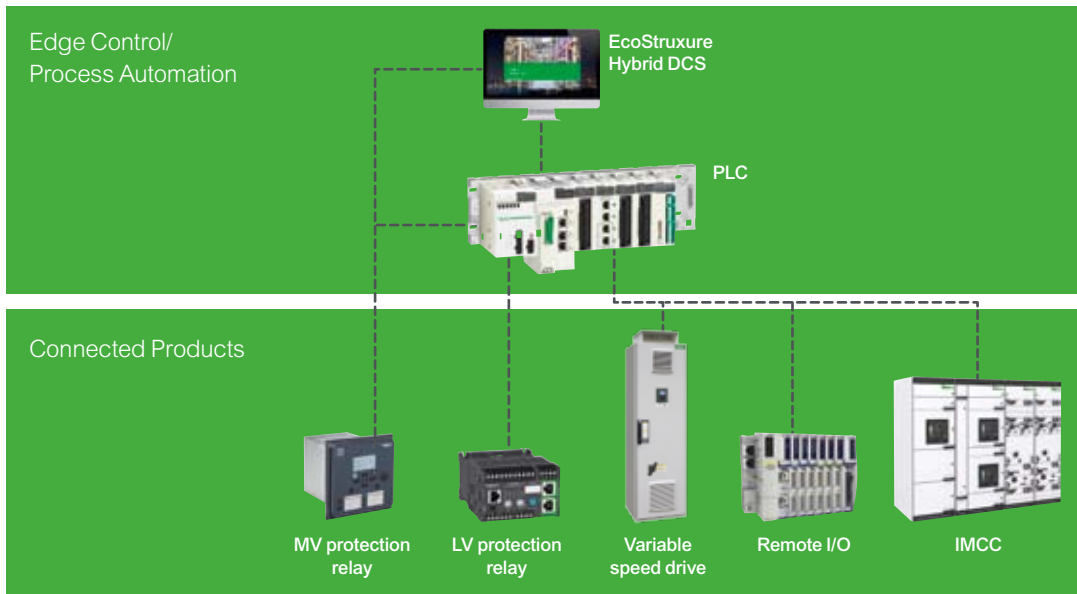 Edge Control/
Process Automation
EcoStruxure
Hybrid DCS
PLC
Connected Products
MV protection
relay
LV protection
relay
Variable
speed drive
Remote I/O
IMCC